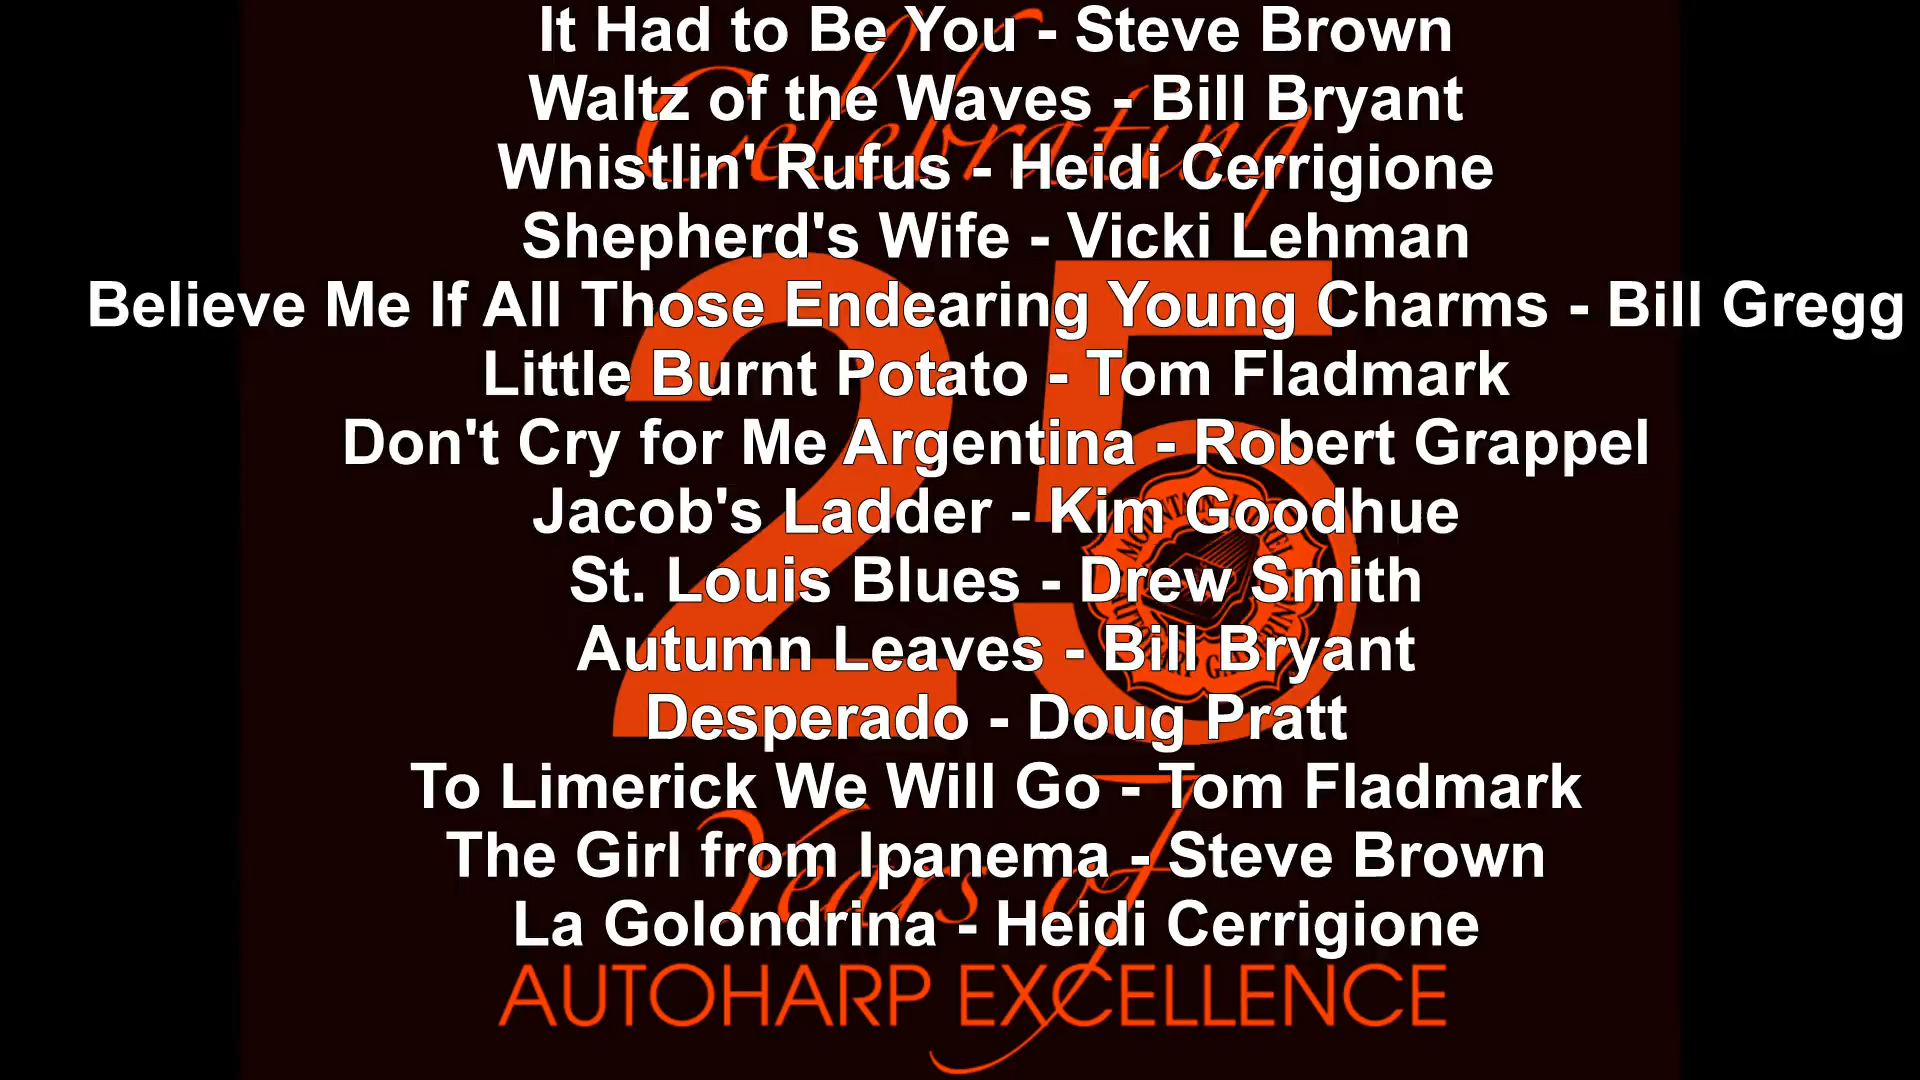 It Had to Be You - Steve Brown
Waltz of the Waves - Bill Bryant
Whistlin' Rufus - Heidi Cerrigione
Shepherd's Wife - Vicki Lehman
Believe Me If All Those Endearing Young Charms - Bill Gregg
Little Burnt Potato - Tom Fladmark
Don't Cry for Me Argentina - Robert Grappel
Jacob's Ladder - Kim Goodhue
St. Louis Blues - Drew Smith
Autumn Leaves - Bill Bryant
Desperado - Doug Pratt
To Limerick We Will Go - Tom Fladmark
The Girl from Ipanema - Steve Brown
La Golondrina - Heidi Cerrigione
Celebrating
25
Years of
AUTOHARP EXCELLENCE